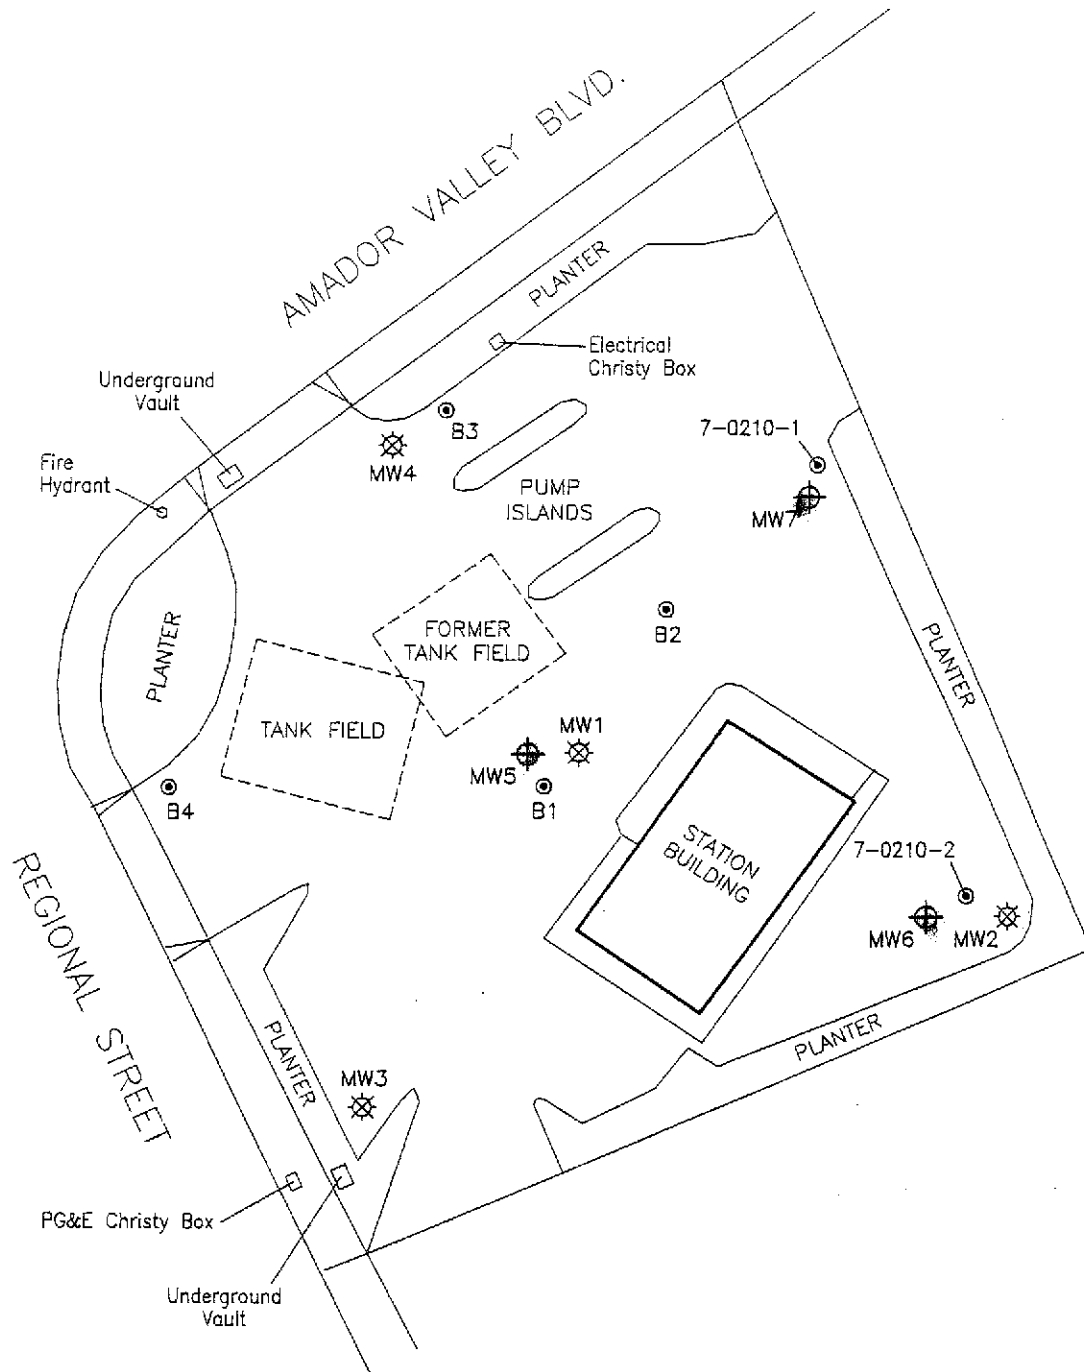 AMADOR VALLEY BLVD.
PLANTER
Electrical
Christy Box
Underground
Vault
B3
MW4
7-0210-1
Fire
Hydrant
PUMP
ISLANDS
MW7
FORMER
TANK FIELD
B2
PLANTER
PLANTER
TANK FIELD
MW1
MW5
B1
B4
STATION
BUILDING
7-0210-2
MW6
MW2
REGIONAL STREET
PLANTER
PLANTER
MW3
PG&E Christy Box
Underground
Vault